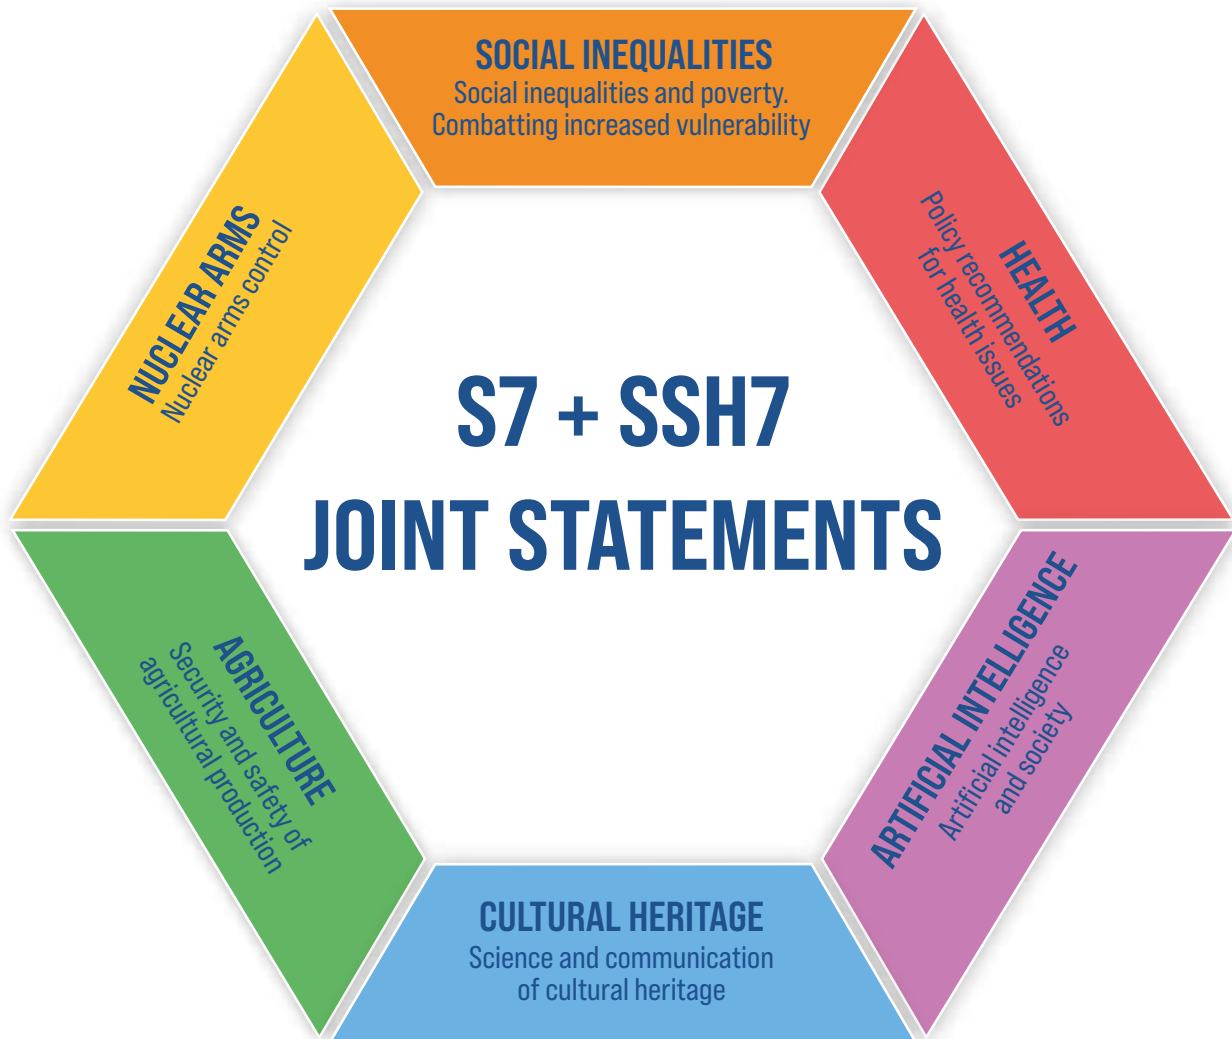 SOCIAL INEQUALITIES
Social inequalities and poverty.
Combatting increased vulnerability
HEALTH
Policy recommendations
for health issues
ARTIFICIAL INTELLIGENCE
Artificial intelligence
and society
CULTURAL HERITAGE
Science and communication
of cultural heritage
AGRICULTURE
Security and safety of
agricultural production
NUCLEAR ARMS
Nuclear arms control
S7 + SSH7
JOINT STATEMENTS